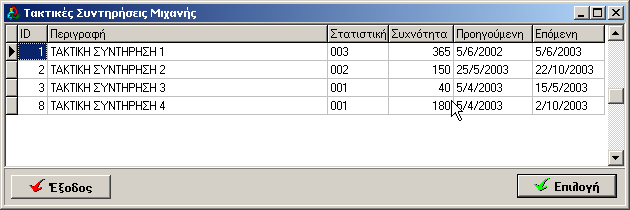 Τακτικές Συντηρήσεις Μιχανής
ID Περιγραφή Στατιστική Συχνότητα Προηγούμενη Επόμενη
1 ΤΑΚΤΙΚΗ ΣΥΝΤΗΡΗΣΗ 1 003 365 5/6/2002 5/6/2003
2 ΤΑΚΤΙΚΗ ΣΥΝΤΗΡΗΣΗ 2 002 150 25/5/2003 22/10/2003
3 ΤΑΚΤΙΚΗ ΣΥΝΤΗΡΗΣΗ 3 001 40 5/4/2003 15/5/2003
8 ΤΑΚΤΙΚΗ ΣΥΝΤΗΡΗΣΗ 4 001 180 5/4/2003 2/10/2003
Έξοδος Επιλογή